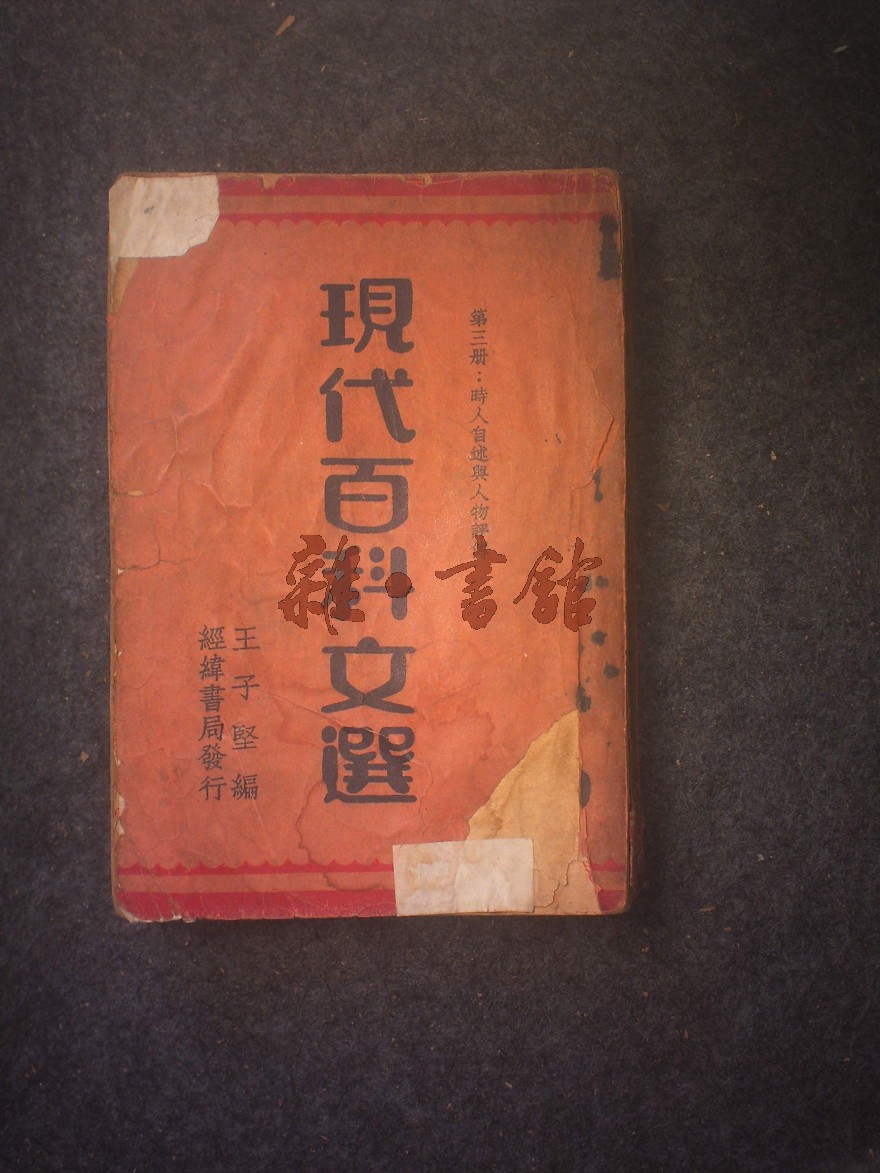 第三册：時人自述與人物評
現代百科文選
王子堅編
經緯書局發行
雜·書館